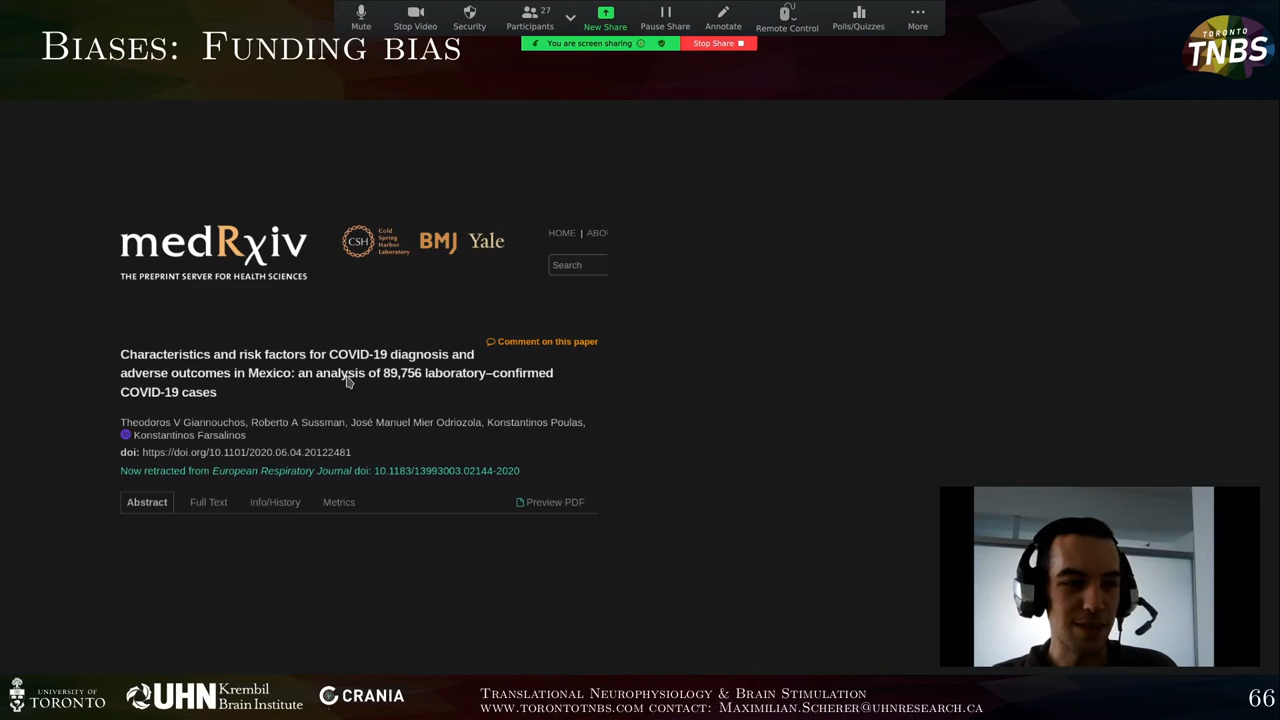 Mute
Stop Video
Security
Participants
27
New Share
Pause Share
Annotate
Remote Control
Polls/Quizzes
More
You are screen sharing
Stop Share
Biases: Funding bias
TORONTO
TNBS
medRxiv
THE PREPRINT SERVER FOR HEALTH SCIENCES
CSH
Cold
Spring
Harbor
Laboratory
BMJ
Yale
HOME | ABO
Search
Comment on this paper
Characteristics and risk factors for COVID-19 diagnosis and
adverse outcomes in Mexico: an analysis of 89,756 laboratory–confirmed
COVID-19 cases
Theodoros V Giannouchos, Roberto A Sussman, José Manuel Mier Odriozola, Konstantinos Poulas,
iD Konstantinos Farsalinos
doi: https://doi.org/10.1101/2020.06.04.20122481
Now retracted from European Respiratory Journal doi: 10.1183/13993003.02144-2020
Abstract
Full Text
Info/History
Metrics
Preview PDF
UNIVERSITY OF
TORONTO
UHN
Krembil
Brain Institute
CRANIA
Translational Neurophysiology & Brain Stimulation
www.torontotnbs.com contact: Maximilian.Scherer@uhnresearch.ca
66